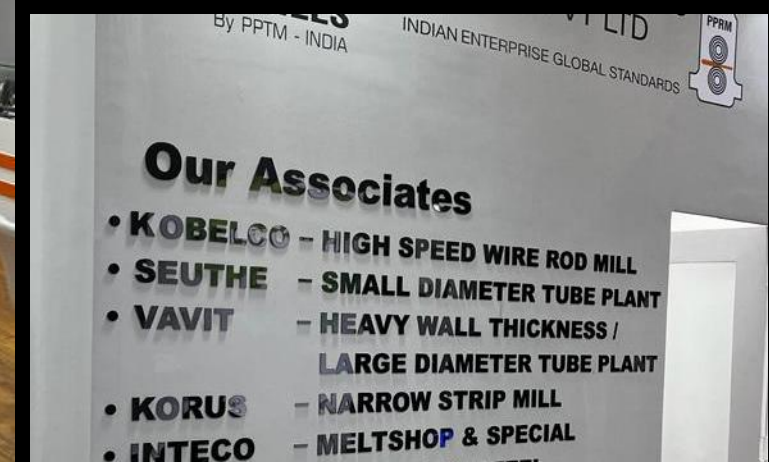 By PPTM - INDIA
LTD
INDIAN ENTERPRISE GLOBAL STANDARDS
PPRM
Our Associates
• KOBELCO – HIGH SPEED WIRE ROD MILL
• SEUTHE – SMALL DIAMETER TUBE PLANT
• VAVIT – HEAVY WALL THICKNESS /
LARGE DIAMETER TUBE PLANT
• KORUS – NARROW STRIP MILL
• INTECO – MELTSHOP & SPECIAL